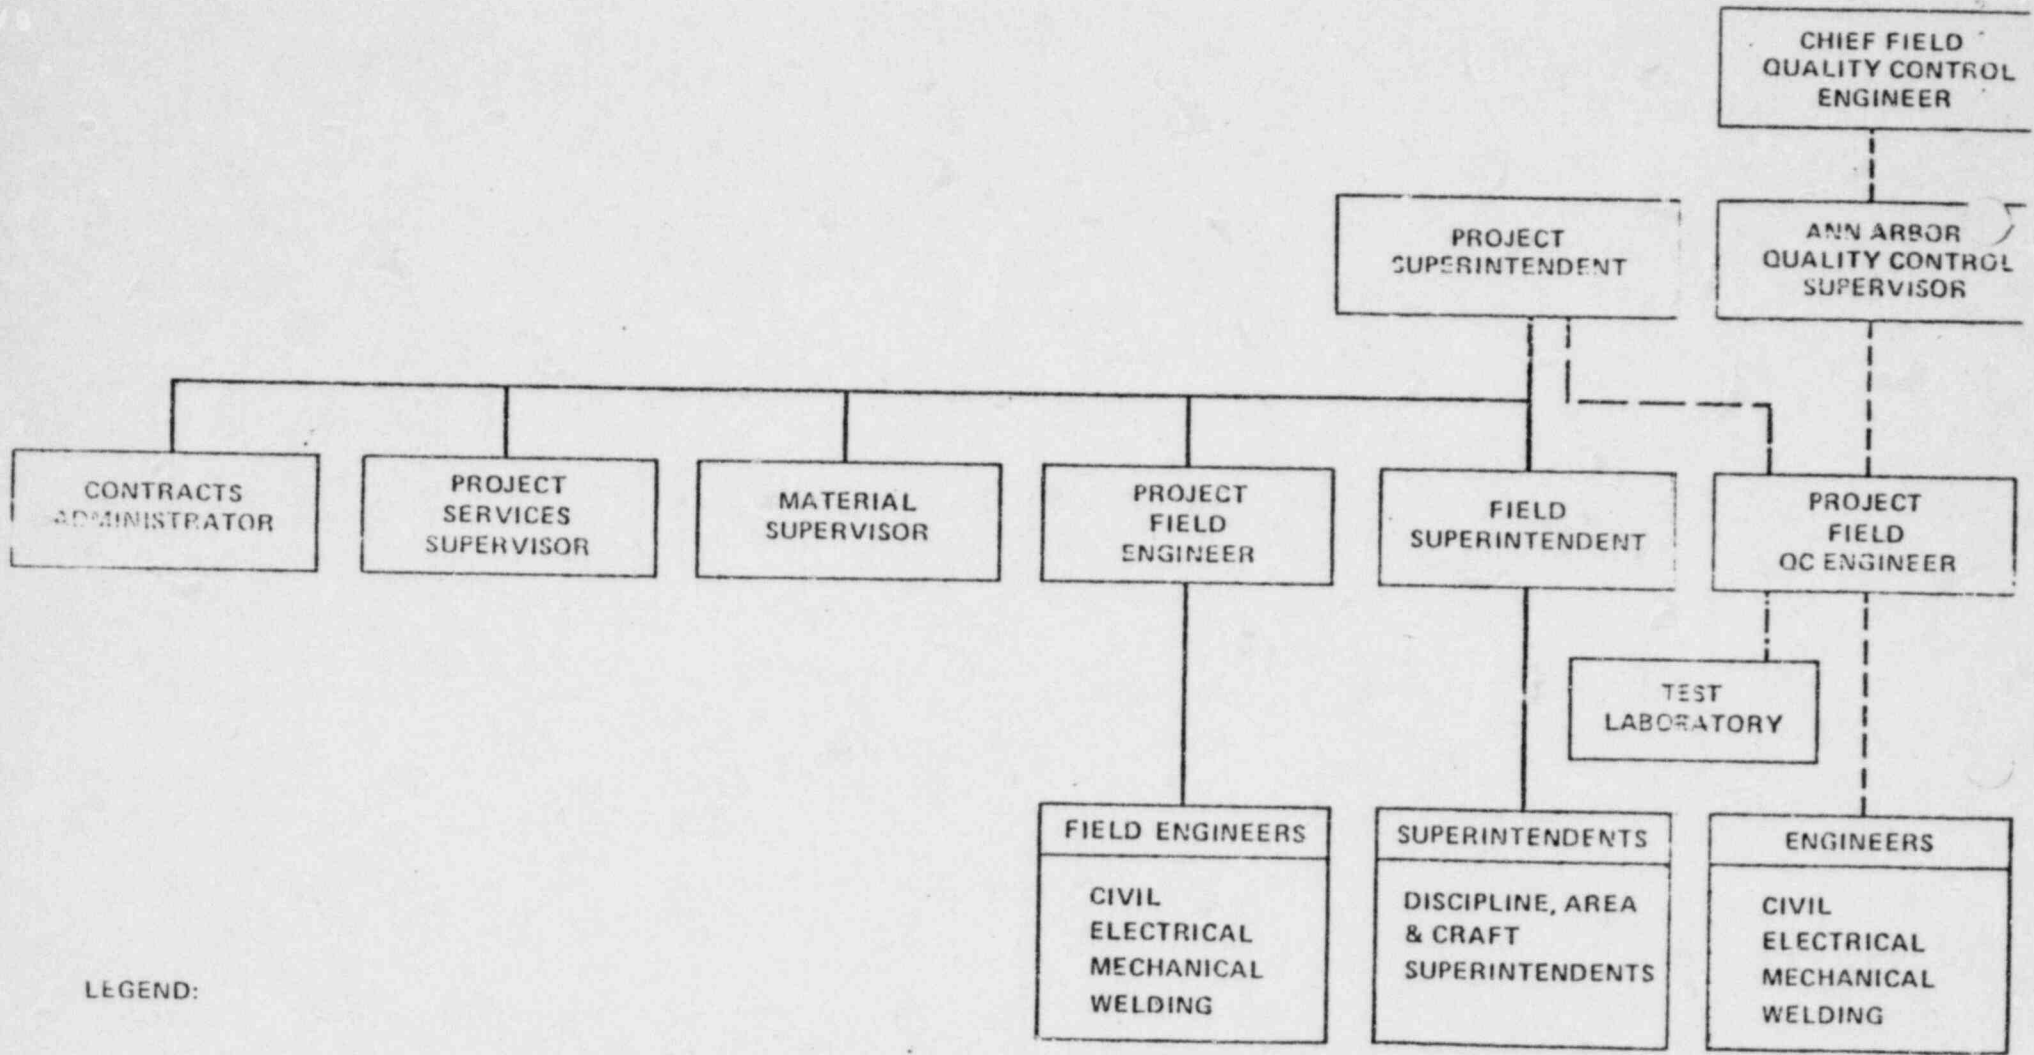 CHIEF FIELD
QUALITY CONTROL
ENGINEER
PROJECT
SUPERINTENDENT
ANN ARBOR
QUALITY CONTROL
SUPERVISOR
CONTRACTS
ADMINISTRATOR
PROJECT
SERVICES
SUPERVISOR
MATERIAL
SUPERVISOR
PROJECT
FIELD
ENGINEER
FIELD
SUPERINTENDENT
PROJECT
FIELD
QC ENGINEER
TEST
LABORATORY
FIELD ENGINEERS
CIVIL
ELECTRICAL
MECHANICAL
WELDING
SUPERINTENDENTS
DISCIPLINE, AREA
& CRAFT
SUPERINTENDENTS
ENGINEERS
CIVIL
ELECTRICAL
MECHANICAL
WELDING
LEGEND: